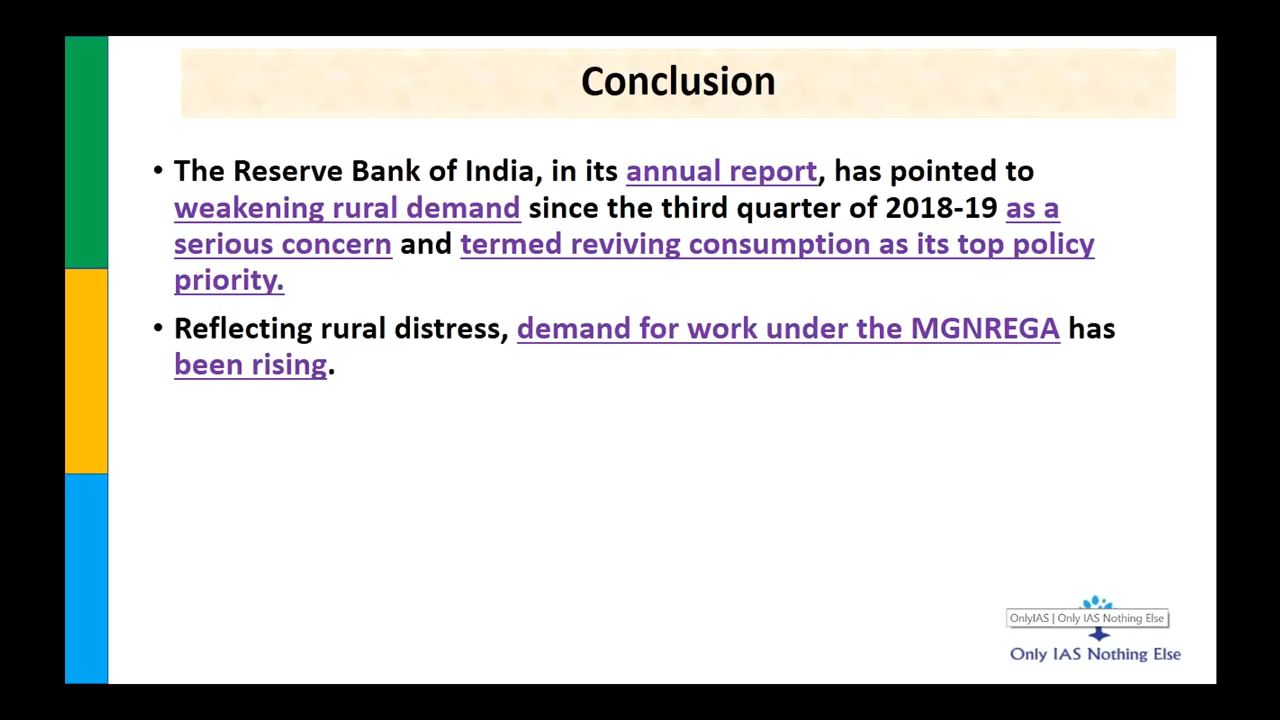 Conclusion
• The Reserve Bank of India, in its annual report, has pointed to
weakening rural demand since the third quarter of 2018-19 as a
serious concern and termed reviving consumption as its top policy
priority.
• Reflecting rural distress, demand for work under the MGNREGA has
been rising.
OnlyIAS | Only IAS Nothing Else
Only IAS Nothing Else